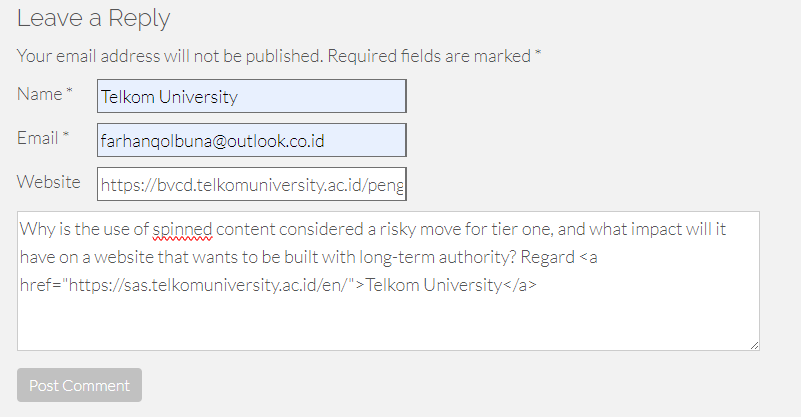 Leave a Reply
Your email address will not be published. Required fields are marked *
Name * Telkom University
Email * farhanqolbuna@outlook.co.id
Website https://bvcd.telkomuniversity.ac.id/peng
Why is the use of spinned content considered a risky move for tier one, and what impact will it
have on a website that wants to be built with long-term authority? Regard <a
href="https://sas.telkomuniversity.ac.id/en/">Telkom University</a>
Post Comment